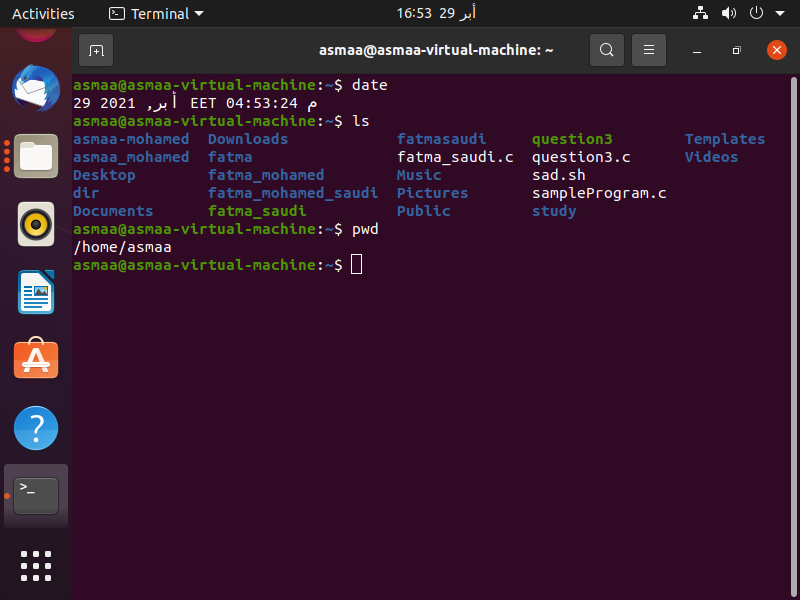 Activities Terminal 16:53 29 أبر
asmaa@asmaa-virtual-machine: ~
asmaa@asmaa-virtual-machine:~$ date
29 أبر, 2021 EET 04:53:24 م
asmaa@asmaa-virtual-machine:~$ ls
asmaa-mohamed Downloads fatmasaudi question3 Templates
asmaa_mohamed fatma fatma_saudi.c question3.c Videos
Desktop fatma_mohamed Music sad.sh
dir fatma_mohamed_saudi Pictures sampleProgram.c
Documents fatma_saudi Public study
asmaa@asmaa-virtual-machine:~$ pwd
/home/asmaa
asmaa@asmaa-virtual-machine:~$